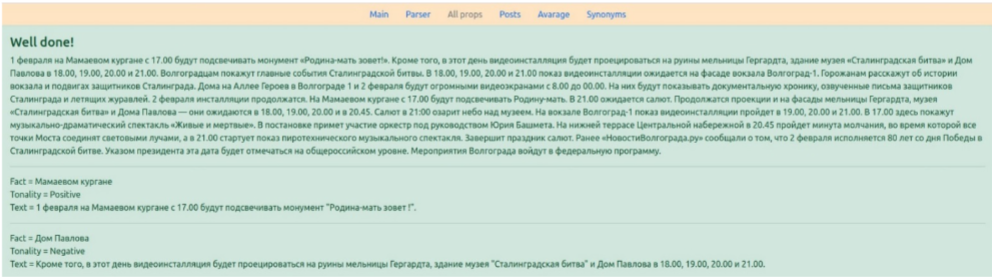 Main Parser All props Posts Avarage Synonyms
Well done!
1 февраля на Мамаевом кургане с 17.00 будут подсвечивать монумент «Родина-мать зовет!». Кроме того, в этот день видеоинсталляция будет проецироваться на руины мельницы Гергардта, здание музея «Сталинградская битва» и Дом
Павлова в 18.00, 19.00, 20.00 и 21.00. Волгоградцам покажут главные события Сталинградской битвы. В 18.00, 19.00, 20.00 и 21.00 показ видеоинсталляции ожидается на фасаде вокзала Волгоград-1. Горожанам расскажут об истории
вокзала и подвигах защитников Сталинграда. Дома на Аллее Героев в Волгограде 1 и 2 февраля будут огромными видеоэкранами с 8.00 до 00.00. На них будут показывать документальную хронику, озвученные письма защитников
Сталинграда и летящих журавлей. 2 февраля инсталляции продолжатся. На Мамаевом кургане с 17.00 будут подсвечивать Родину-мать. В 21.00 ожидается салют. Продолжатся проекции и на фасады мельницы Гергардта, музея
«Сталинградская битва» и Дома Павлова — они ожидаются в 18.00, 19.00, 20.00 и в 20.45. Салют в 21:00 озарит небо над музеем. На вокзале Волгоград-1 показ видеоинсталляции пройдет в 19.00, 20.00 и 21.00. В 17.00 здесь покажут
музыкально-драматический спектакль «Живые и мертвые». В постановке примет участие оркестр под руководством Юрия Башмета. На нижней террасе Центральной набережной в 20.45 пройдет минута молчания, во время которой все
точки Моста соединят световыми лучами, а в 21.00 стартует показ пиротехнического музыкального спектакля. Завершит праздник салют. Ранее «НовостиВолгограда.ру» сообщали о том, что 2 февраля исполняется 80 лет со дня Победы в
Сталинградской битве. Указом президента эта дата будет отмечаться на общероссийском уровне. Мероприятия Волгограда войдут в федеральную программу.
Fact = Мамаевом кургане
Tonality = Positive
Text = 1 февраля на Мамаевом кургане с 17.00 будут подсвечивать монумент "Родина-мать зовет !".
Fact = Дом Павлова
Tonality = Negative
Text = Кроме того, в этот день видеоинсталляция будет проецироваться на руины мельницы Гергардта, здание музея "Сталинградская битва" и Дом Павлова в 18.00, 19.00, 20.00 и 21.00.